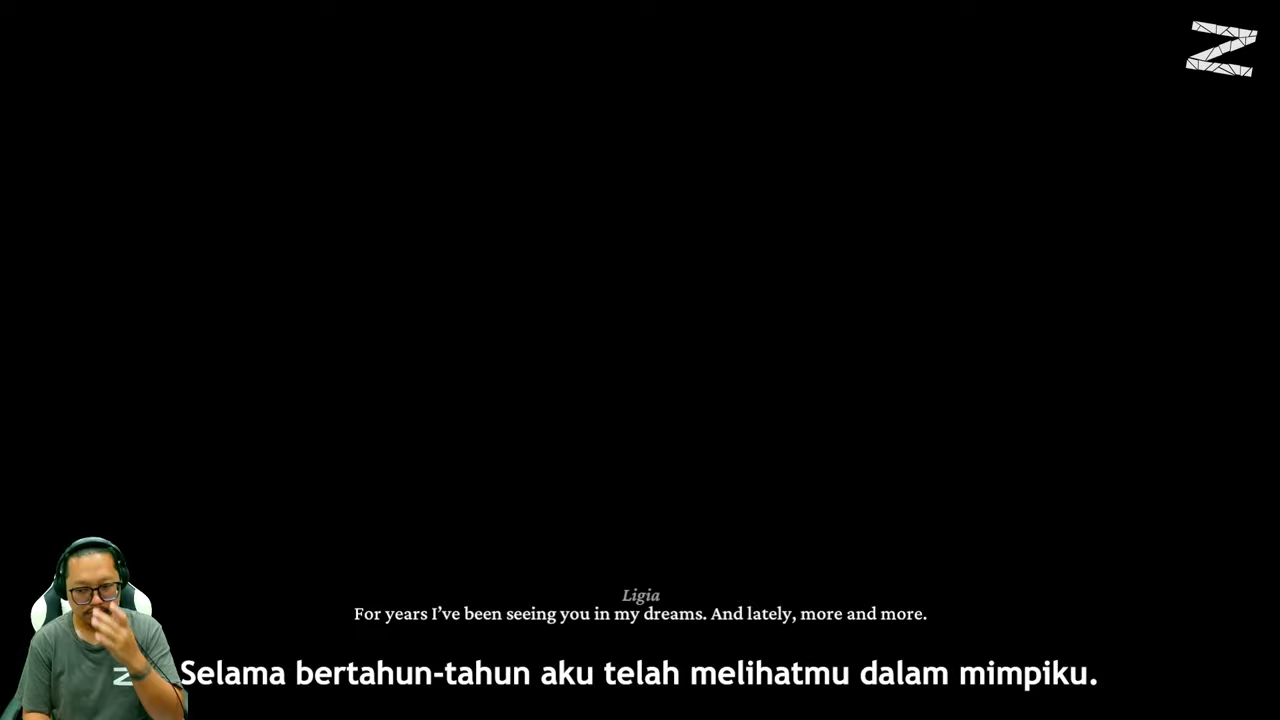 Z
Ligia
For years I've been seeing you in my dreams. And lately, more and more.
Z
Selama bertahun-tahun aku telah melihatmu dalam mimpiku.